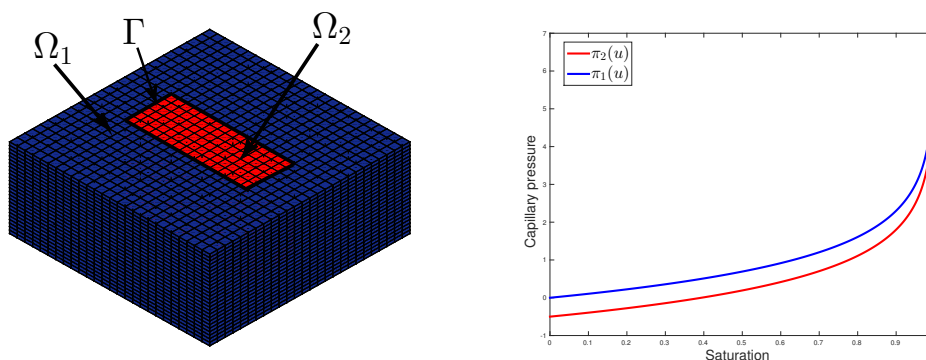 Ω₁
Γ
Ω₂
π₂(u)
π₁(u)
Capillary pressure
7
6
5
4
3
2
1
0
-1
0 0.1 0.2 0.3 0.4 0.5 0.6 0.7 0.8 0.9
Saturation